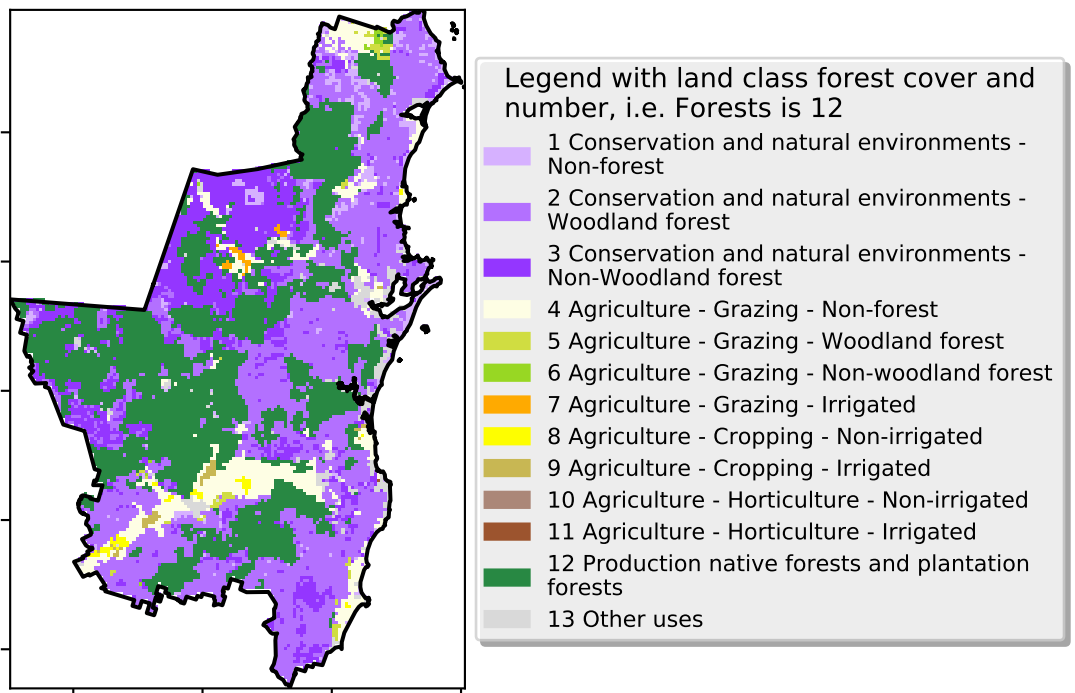 Legend with land class forest cover and
number, i.e. Forests is 12
1 Conservation and natural environments -
Non-forest
2 Conservation and natural environments -
Woodland forest
3 Conservation and natural environments -
Non-Woodland forest
4 Agriculture - Grazing - Non-forest
5 Agriculture - Grazing - Woodland forest
6 Agriculture - Grazing - Non-woodland forest
7 Agriculture - Grazing - Irrigated
8 Agriculture - Cropping - Non-irrigated
9 Agriculture - Cropping - Irrigated
10 Agriculture - Horticulture - Non-irrigated
11 Agriculture - Horticulture - Irrigated
12 Production native forests and plantation
forests
13 Other uses